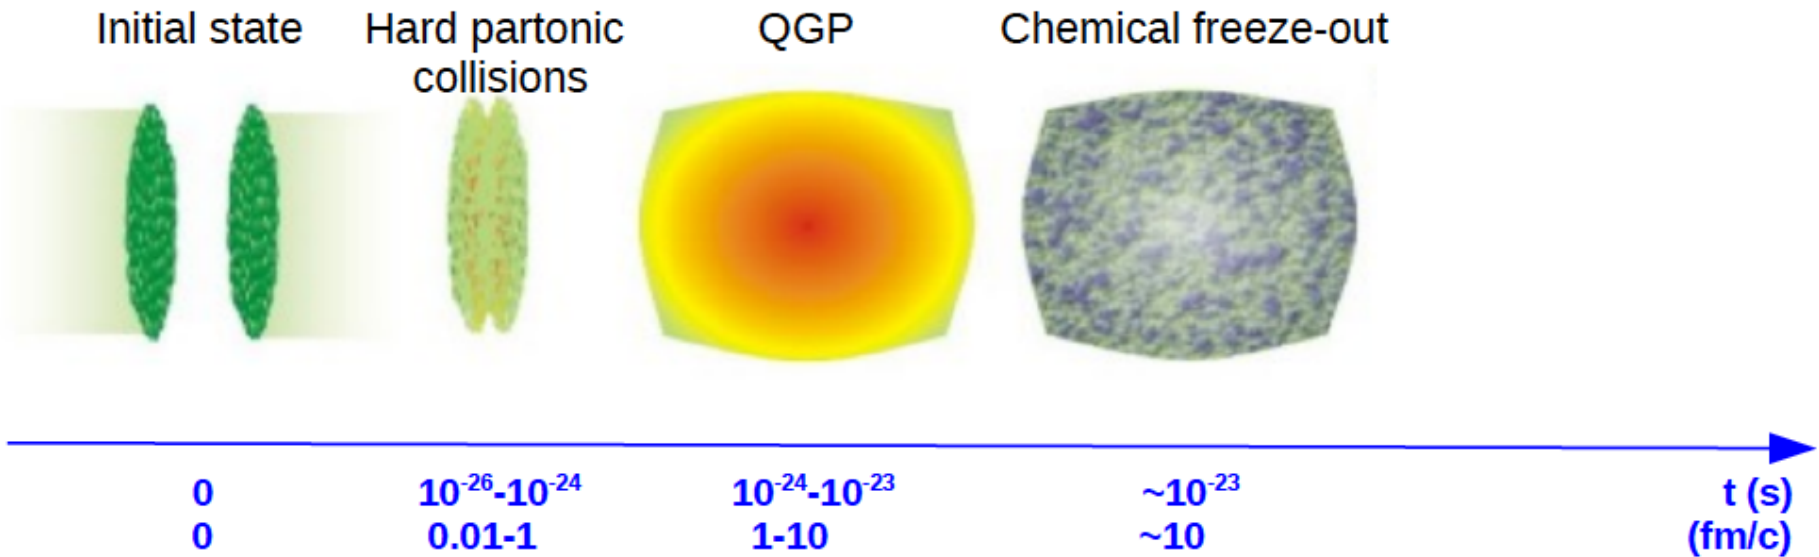 Initial state
Hard partonic
collisions
QGP
Chemical freeze-out
0 10⁻²⁶-10⁻²⁴ 10⁻²⁴-10⁻²³ ~10⁻²³ t (s)
0 0.01-1 1-10 ~10 (fm/c)